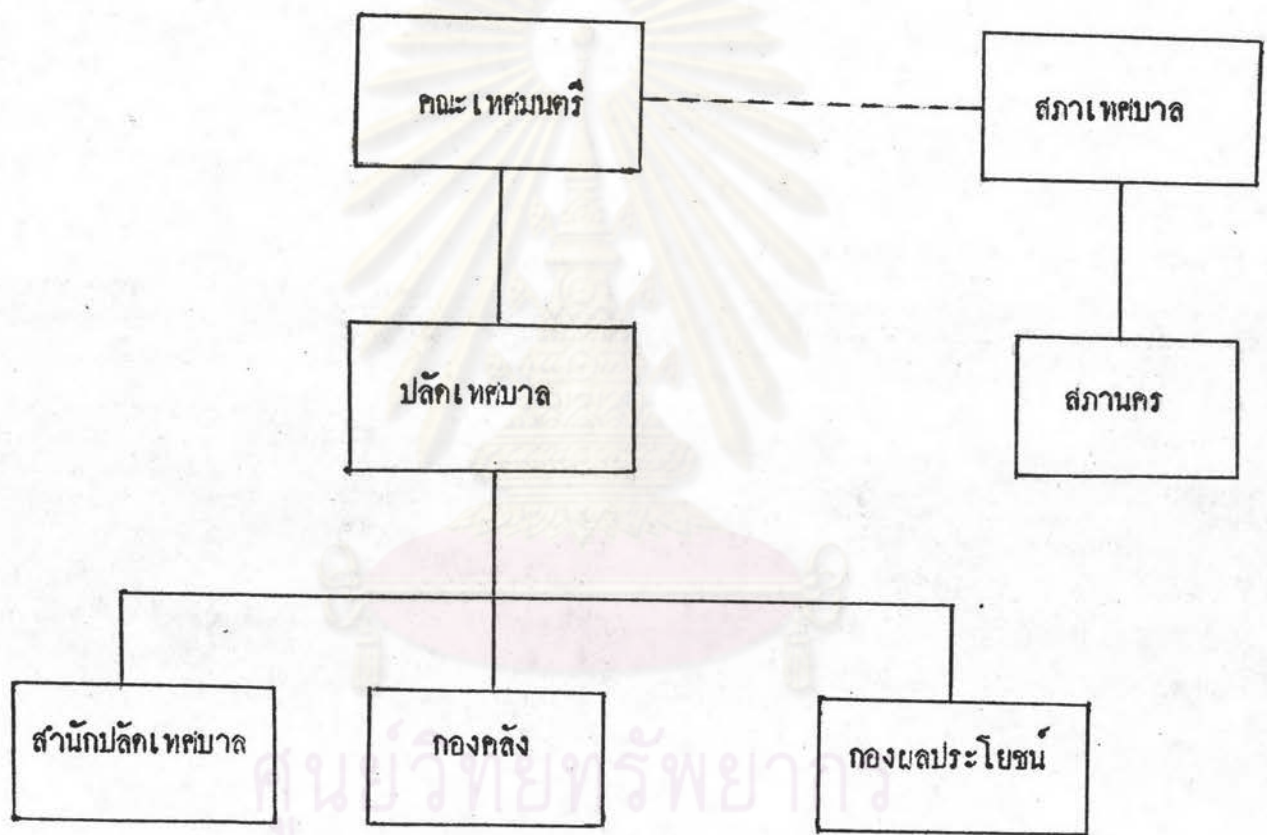 คณะเทศมนตรี
สภาเทศบาล
ปลัดเทศบาล
สภานคร
สำนักปลัดเทศบาล
กองคลัง
กองผลประโยชน์
ศูนย์วิทยทรัพยากร